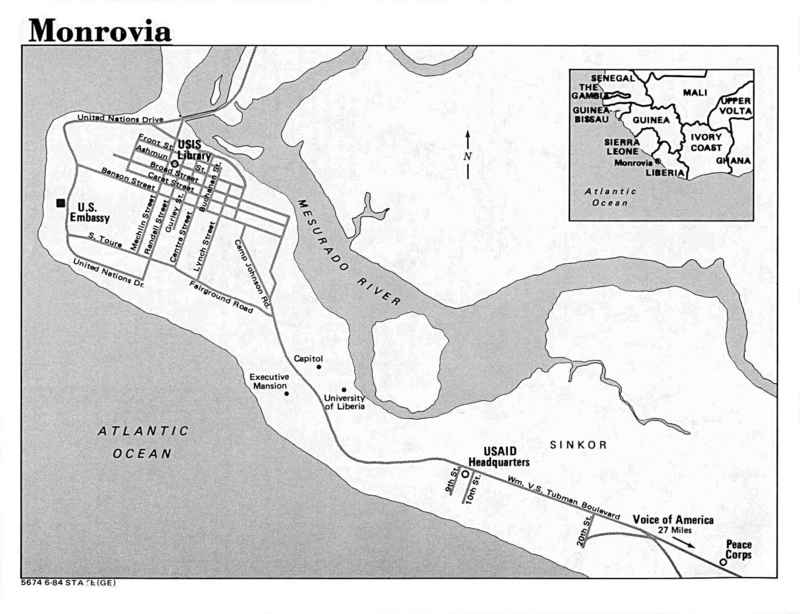 Monrovia
SENEGAL
THE
GAMBIA
MALI
GUINEA
BISSAU
GUINEA
UPPER
VOLTA
SIERRA
LEONE
IVORY
COAST
GHANA
Monrovia
LIBERIA
Atlantic
Ocean
United Nations Drive
Front St.
Ashmun
St.
USIS
Library
Broad Street
Caret Street
Benson Street
Buchanan St.
U.S.
Embassy
Mechlin Street
Randall Street
Gurley St.
Centre Street
Lynch Street
S. Toure
United Nations Dr.
Camp Johnson Rd.
Fairground Road
N
MESURADO RIVER
Capitol
Executive
Mansion
University
of Liberia
ATLANTIC
OCEAN
USAID
Headquarters
SINKOR
9th St.
10th St.
Wm. V.S. Tubman Boulevard
20th St.
Voice of America
27 Miles
Peace
Corps
5674 6-84 STATE(GE)